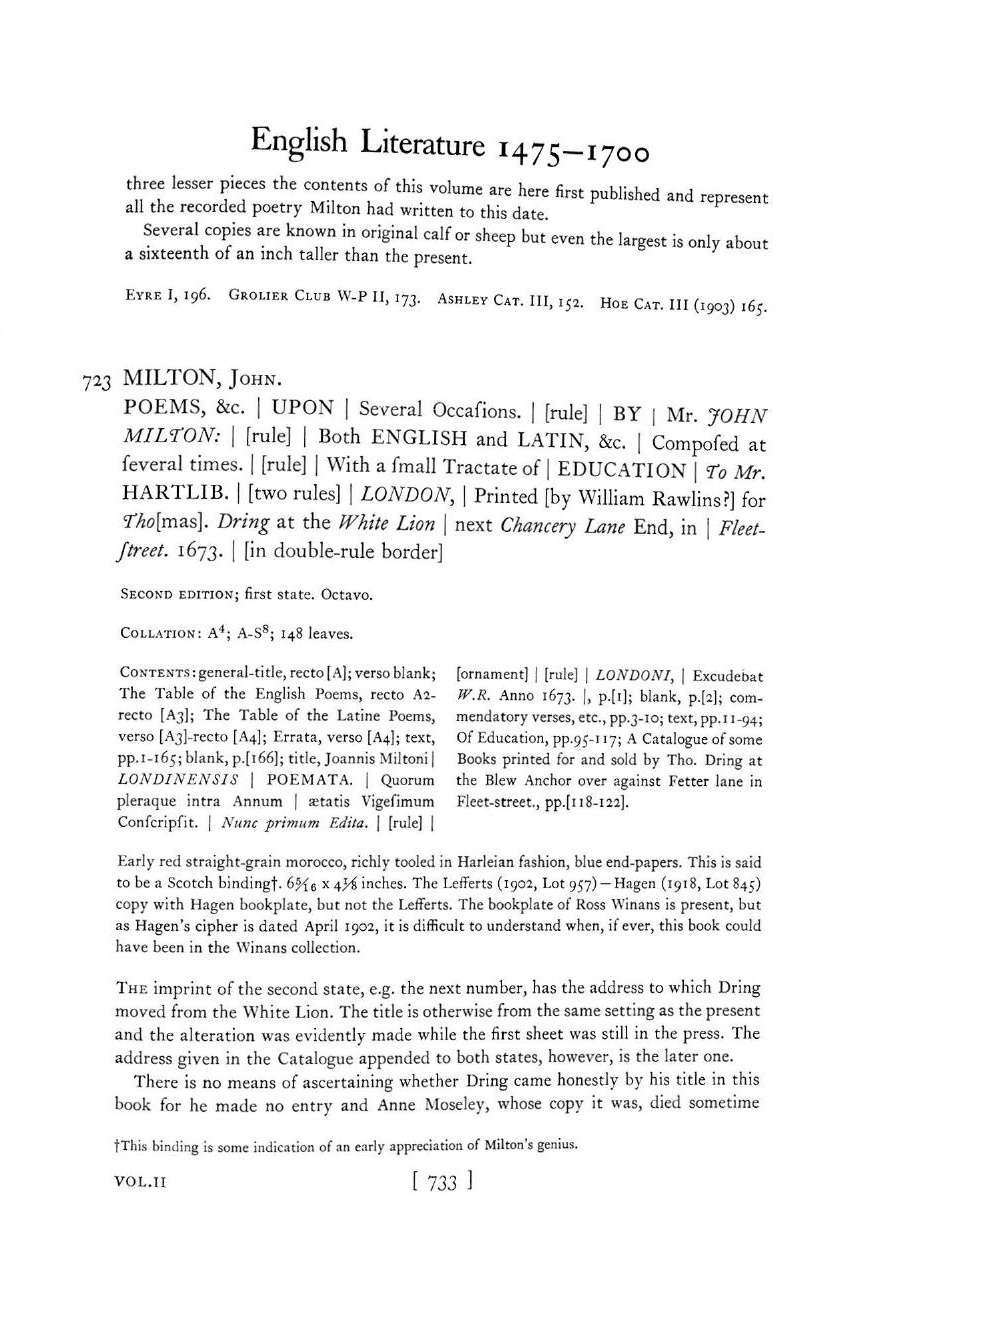 English Literature 1475–1700
three lesser pieces the contents of this volume are here first published and represent
all the recorded poetry Milton had written to this date.
Several copies are known in original calf or sheep but even the largest is only about
a sixteenth of an inch taller than the present.
Eyre I, 196. Grolier Club W-P II, 173. Ashley Cat. III, 152. Hoe Cat. III (1903) 165.
723 MILTON, John.
POEMS, &c. | UPON | Several Occaſions. | [rule] | BY | Mr. JOHN
MILTON: | [rule] | Both ENGLISH and LATIN, &c. | Compoſed at
ſeveral times. | [rule] | With a ſmall Tractate of | EDUCATION | To Mr.
HARTLIB. | [two rules] | LONDON, | Printed [by William Rawlins?] for
Tho[mas]. Dring at the White Lion | next Chancery Lane End, in | Fleet-
ſtreet. 1673. | [in double-rule border]
Second edition; first state. Octavo.
Collation: A⁴; A-S⁸; 148 leaves.
Contents: general-title, recto [A]; verso blank;
The Table of the English Poems, recto A2-
recto [A3]; The Table of the Latine Poems,
verso [A3]-recto [A4]; Errata, verso [A4]; text,
pp.1-165; blank, p.[166]; title, Joannis Miltoni |
LONDINENSIS | POEMATA. | Quorum
pleraque intra Annum | ætatis Vigeſimum
Conſcripſit. | Nunc primum Edita. | [rule] |
[ornament] | [rule] | LONDONI, | Excudebat
W.R. Anno 1673. |, p.[1]; blank, p.[2]; com-
mendatory verses, etc., pp.3-10; text, pp.11-94;
Of Education, pp.95-117; A Catalogue of some
Books printed for and sold by Tho. Dring at
the Blew Anchor over against Fetter lane in
Fleet-street., pp.[118-122].
Early red straight-grain morocco, richly tooled in Harleian fashion, blue end-papers. This is said
to be a Scotch binding†. 6 5/16 x 4 1/8 inches. The Lefferts (1902, Lot 957) — Hagen (1918, Lot 845)
copy with Hagen bookplate, but not the Lefferts. The bookplate of Ross Winans is present, but
as Hagen's cipher is dated April 1902, it is difficult to understand when, if ever, this book could
have been in the Winans collection.
The imprint of the second state, e.g. the next number, has the address to which Dring
moved from the White Lion. The title is otherwise from the same setting as the present
and the alteration was evidently made while the first sheet was still in the press. The
address given in the Catalogue appended to both states, however, is the later one.
There is no means of ascertaining whether Dring came honestly by his title in this
book for he made no entry and Anne Moseley, whose copy it was, died sometime
†This binding is some indication of an early appreciation of Milton's genius.
VOL.II [ 733 ]